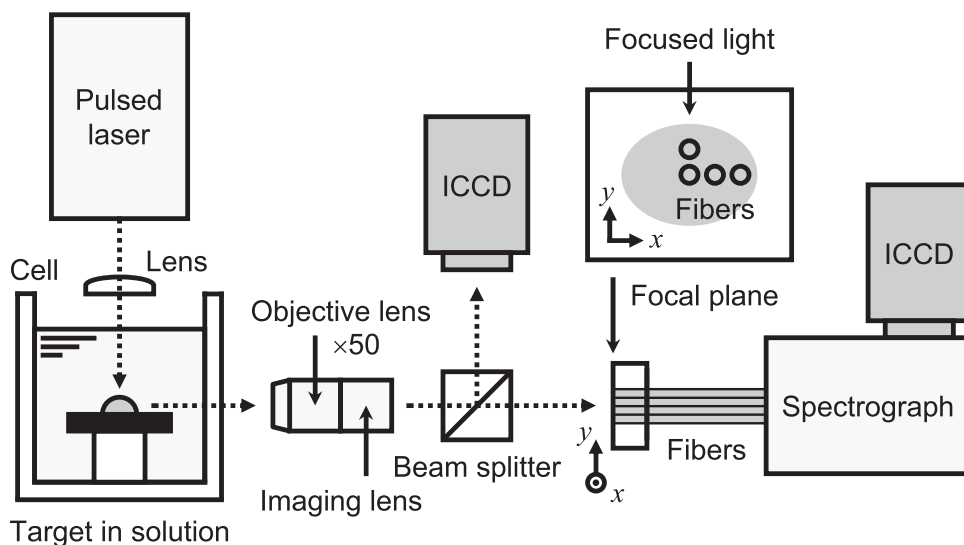 Pulsed
laser
Lens
Cell
Target in solution
Objective lens
×50
Imaging lens
ICCD
Beam splitter
Focused light
Fibers
y
x
Focal plane
Fibers
y
x
ICCD
Spectrograph